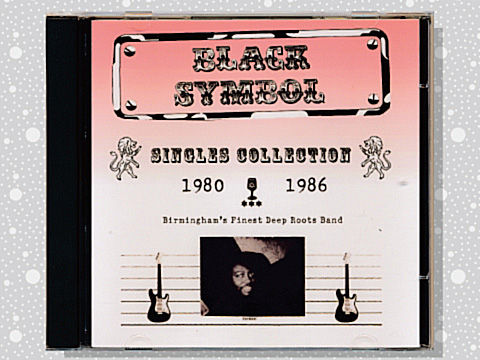 BLACK
SYMBOL
SINGLES COLLECTION
1980 1986
Birmingham's Finest Deep Roots Band